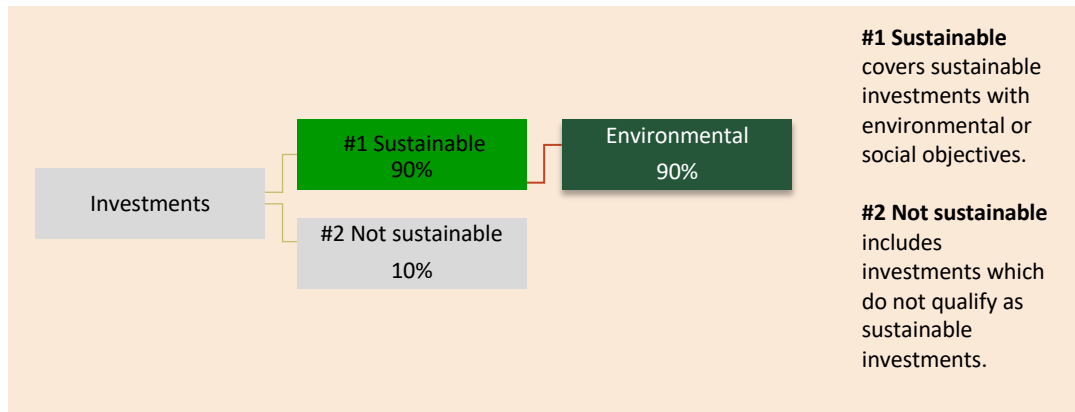 Investments
#1 Sustainable
90%
#2 Not sustainable
10%
Environmental
90%
#1 Sustainable
covers sustainable
investments with
environmental or
social objectives.
#2 Not sustainable
includes
investments which
do not qualify as
sustainable
investments.